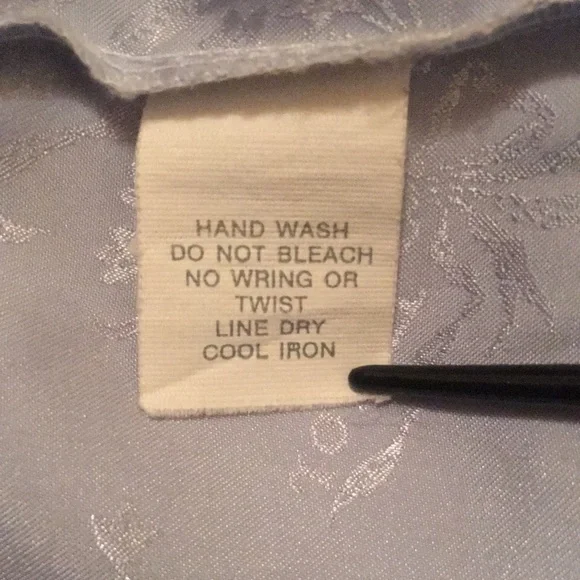 HAND WASH
DO NOT BLEACH
NO WRING OR
TWIST
LINE DRY
COOL IRON